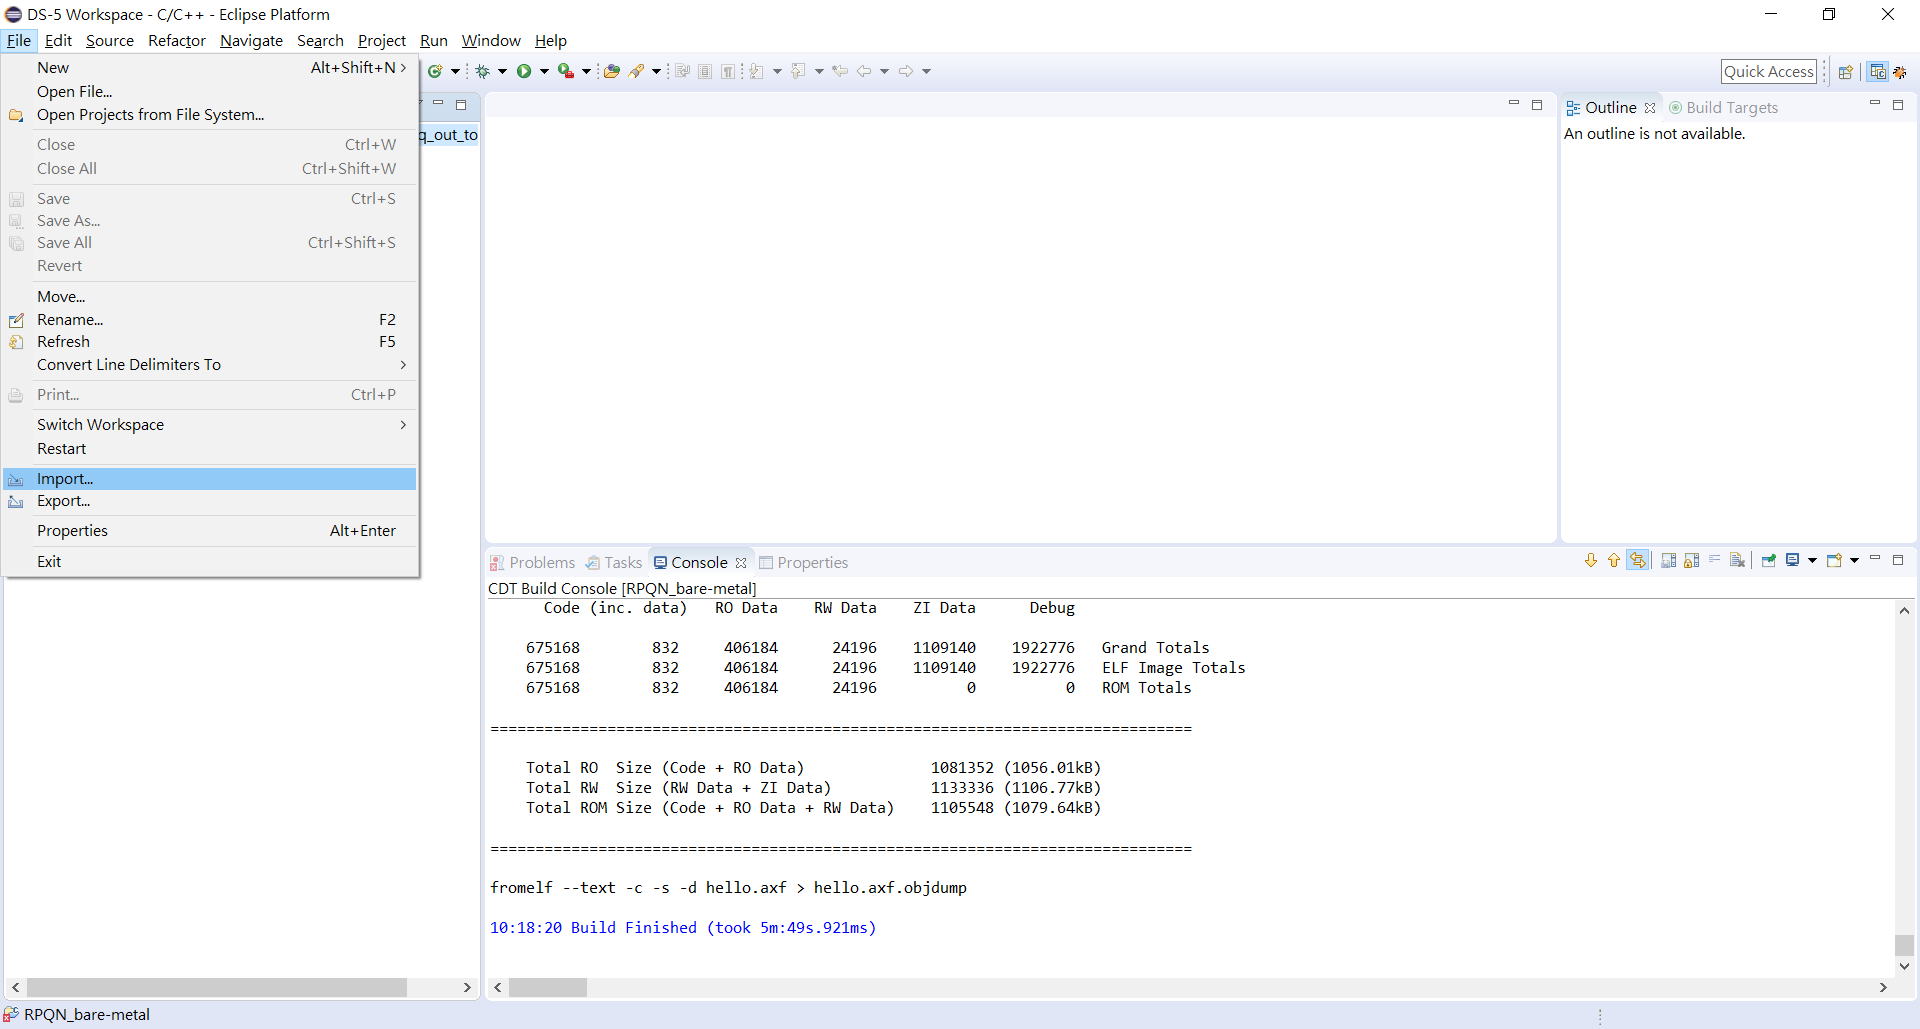 DS-5 Workspace - C/C++ - Eclipse Platform
File Edit Source Refactor Navigate Search Project Run Window Help
Quick Access
New Alt+Shift+N
Open File...
Open Projects from File System...
Close Ctrl+W
Close All Ctrl+Shift+W
Save Ctrl+S
Save As...
Save All Ctrl+Shift+S
Revert
Move...
Rename... F2
Refresh F5
Convert Line Delimiters To
Print... Ctrl+P
Switch Workspace
Restart
Import...
Export...
Properties Alt+Enter
Exit
q_out_to
Outline Build Targets
An outline is not available.
Problems Tasks Console Properties
CDT Build Console [RPQN_bare-metal]
Code (inc. data) RO Data RW Data ZI Data Debug
675168 832 406184 24196 1109140 1922776 Grand Totals
675168 832 406184 24196 1109140 1922776 ELF Image Totals
675168 832 406184 24196 0 0 ROM Totals
==============================================================================
Total RO Size (Code + RO Data) 1081352 (1056.01kB)
Total RW Size (RW Data + ZI Data) 1133336 (1106.77kB)
Total ROM Size (Code + RO Data + RW Data) 1105548 (1079.64kB)
==============================================================================
fromelf --text -c -s -d hello.axf > hello.axf.objdump
10:18:20 Build Finished (took 5m:49s.921ms)
RPQN_bare-metal